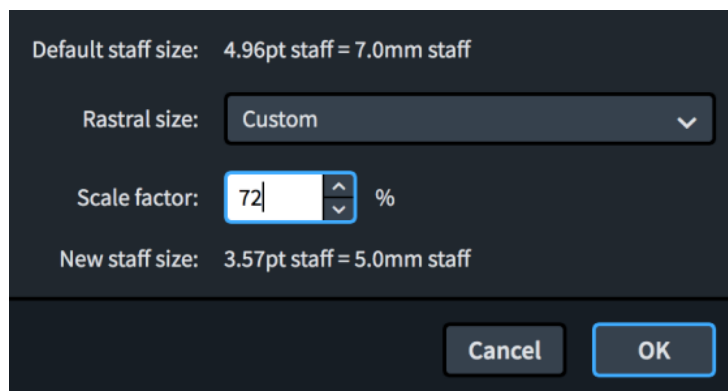 Default staff size: 4.96pt staff = 7.0mm staff
Rastral size: Custom
Scale factor: 72 %
New staff size: 3.57pt staff = 5.0mm staff
Cancel OK